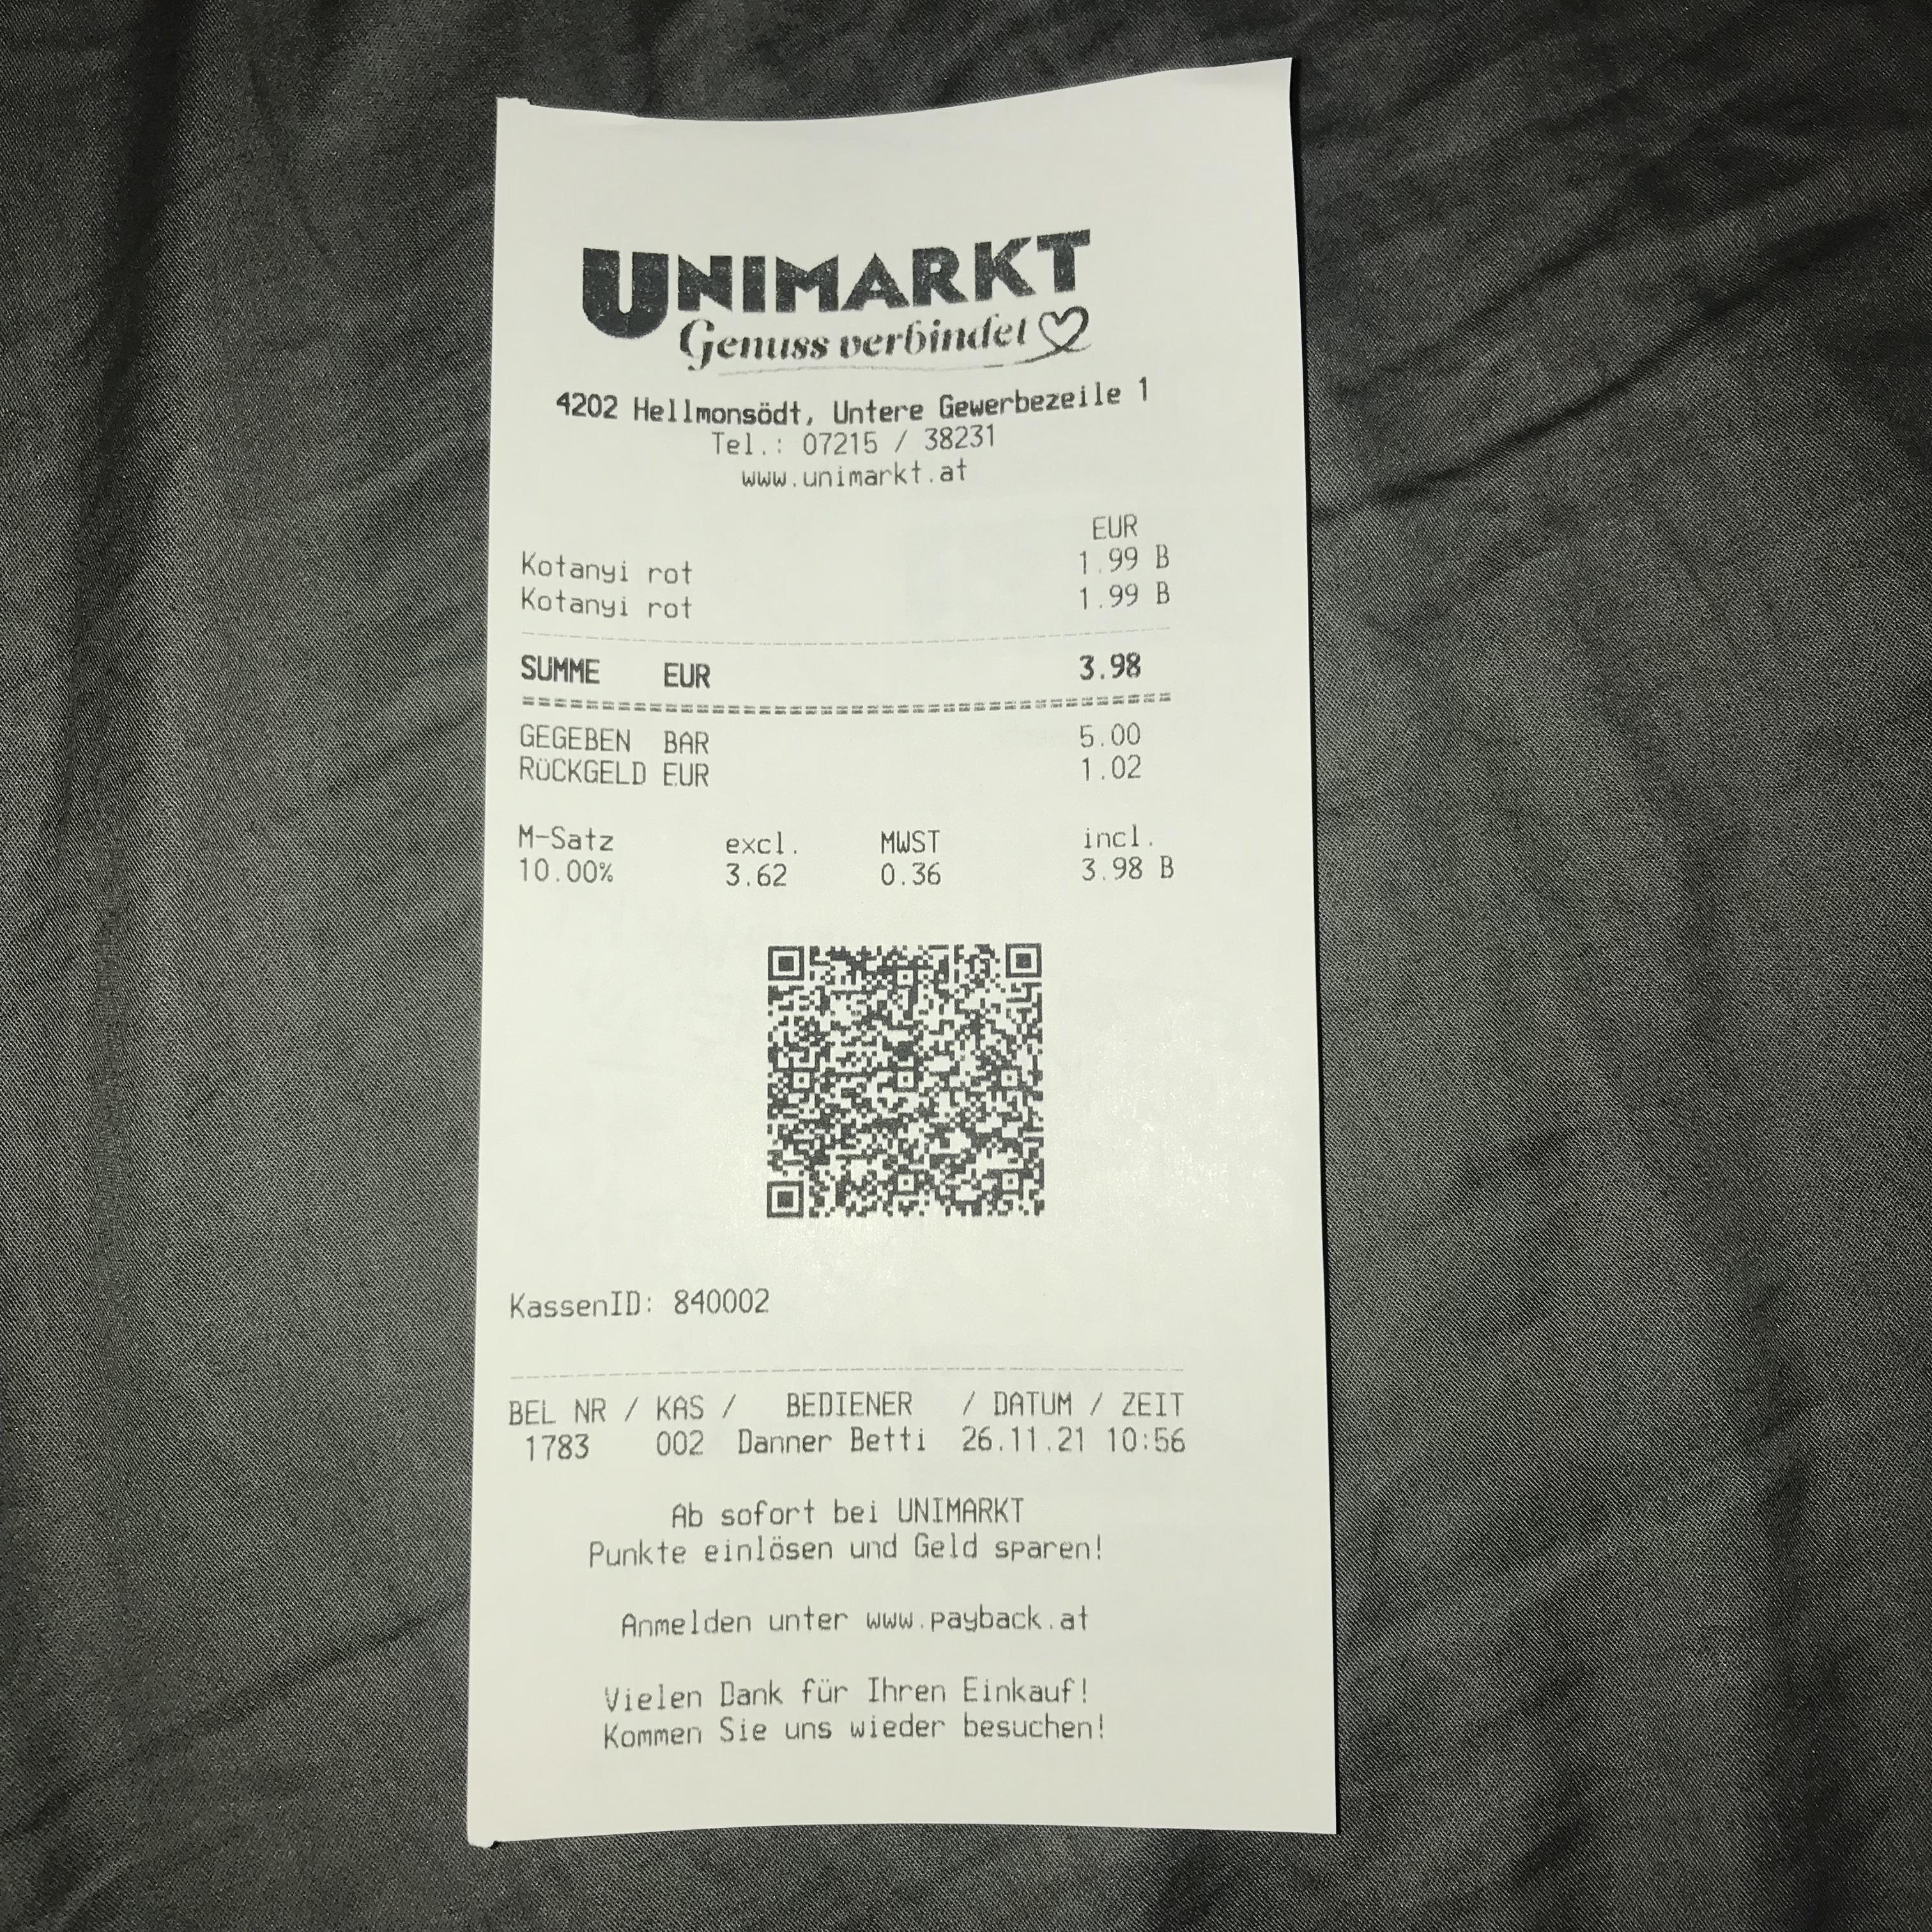 UNIMARKT
Genuss verbindet
4202 Hellmonsödt, Untere Gewerbezeile 1
Tel.: 07215 / 38231
www.unimarkt.at
EUR
Kotanyi rot 1.99 B
Kotanyi rot 1.99 B
SUMME EUR 3.98
GEGEBEN BAR 5.00
RÜCKGELD EUR 1.02
M-Satz excl. MWST incl.
10.00% 3.62 0.36 3.98 B
KassenID: 840002
BEL NR / KAS / BEDIENER / DATUM / ZEIT
1783 002 Danner Betti 26.11.21 10:56
Ab sofort bei UNIMARKT
Punkte einlösen und Geld sparen!
Anmelden unter www.payback.at
Vielen Dank für Ihren Einkauf!
Kommen Sie uns wieder besuchen!